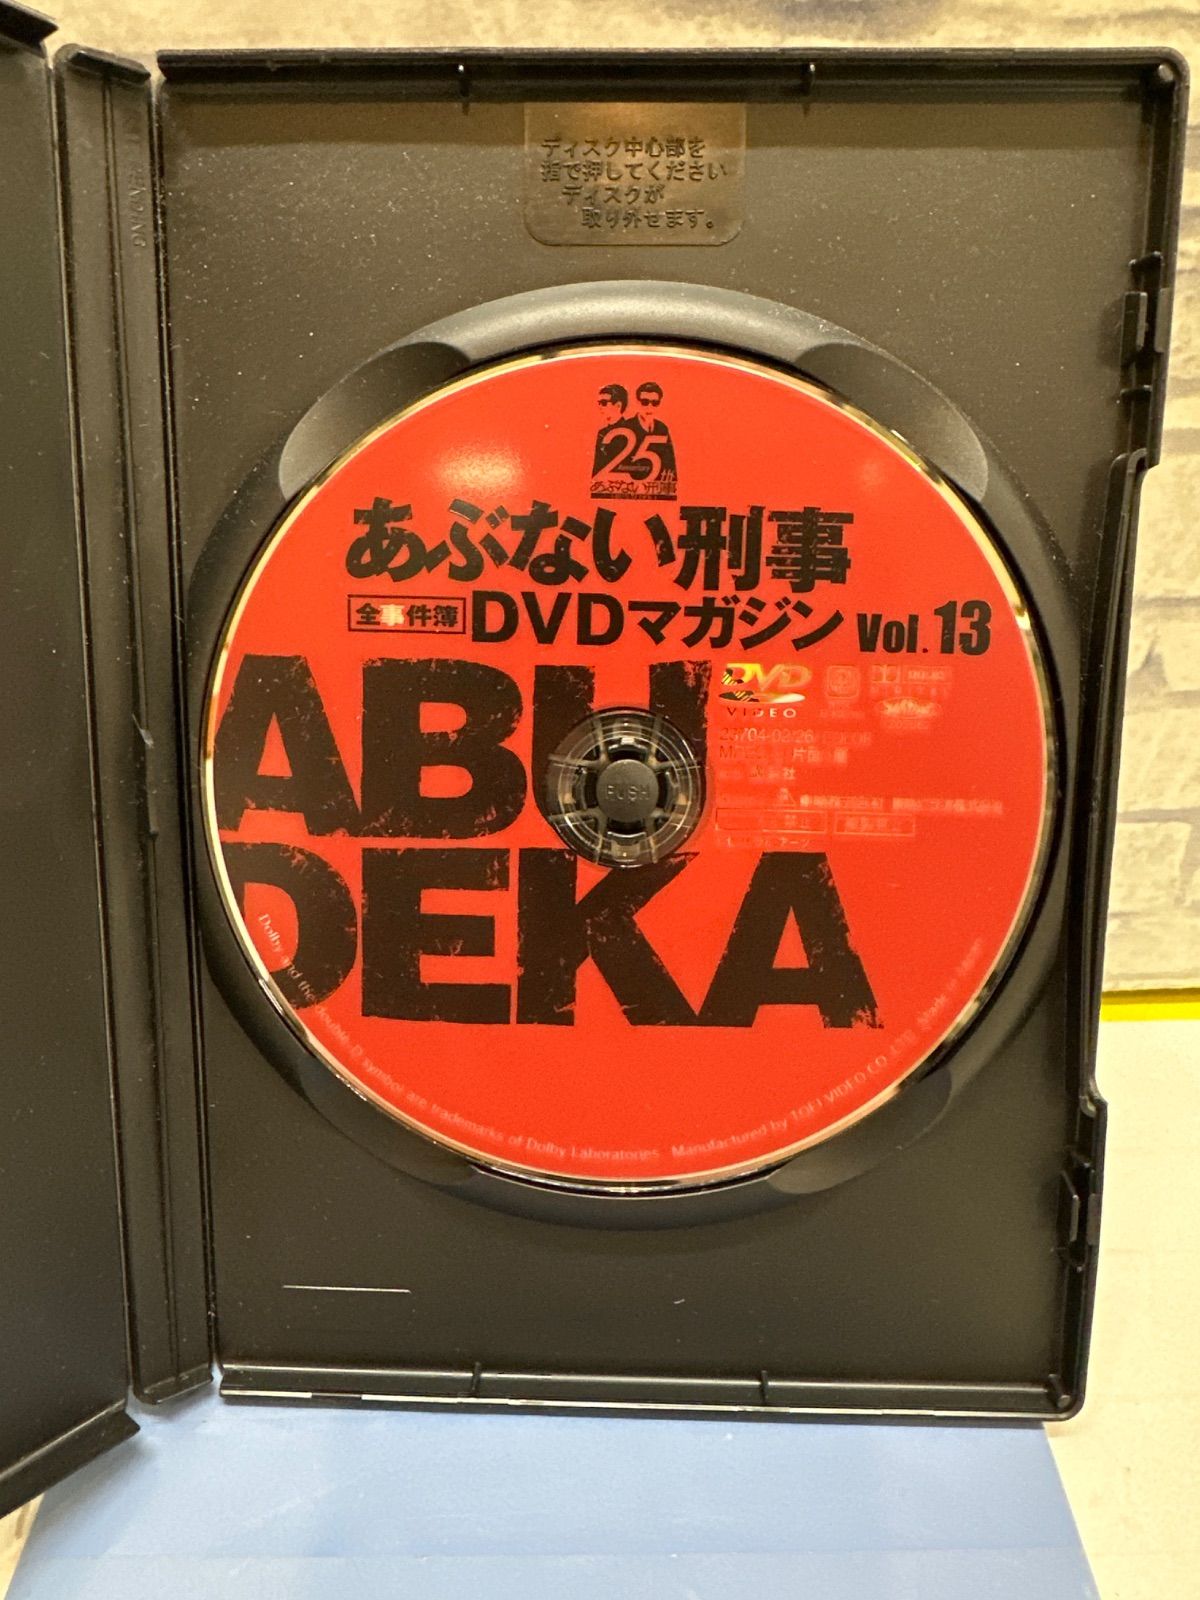 ディスク中心部を
指で押してください
ディスクが
取り外せます。
25th
Anniversary
あぶない刑事
あぶない刑事
全事件簿 DVDマガジン Vol.13
ABU
DEKA
DVD
VIDEO
PUSH
Dolby and the double-D symbol are trademarks of Dolby Laboratories Manufactured by TOEI VIDEO CO.,LTD. Made in Japan